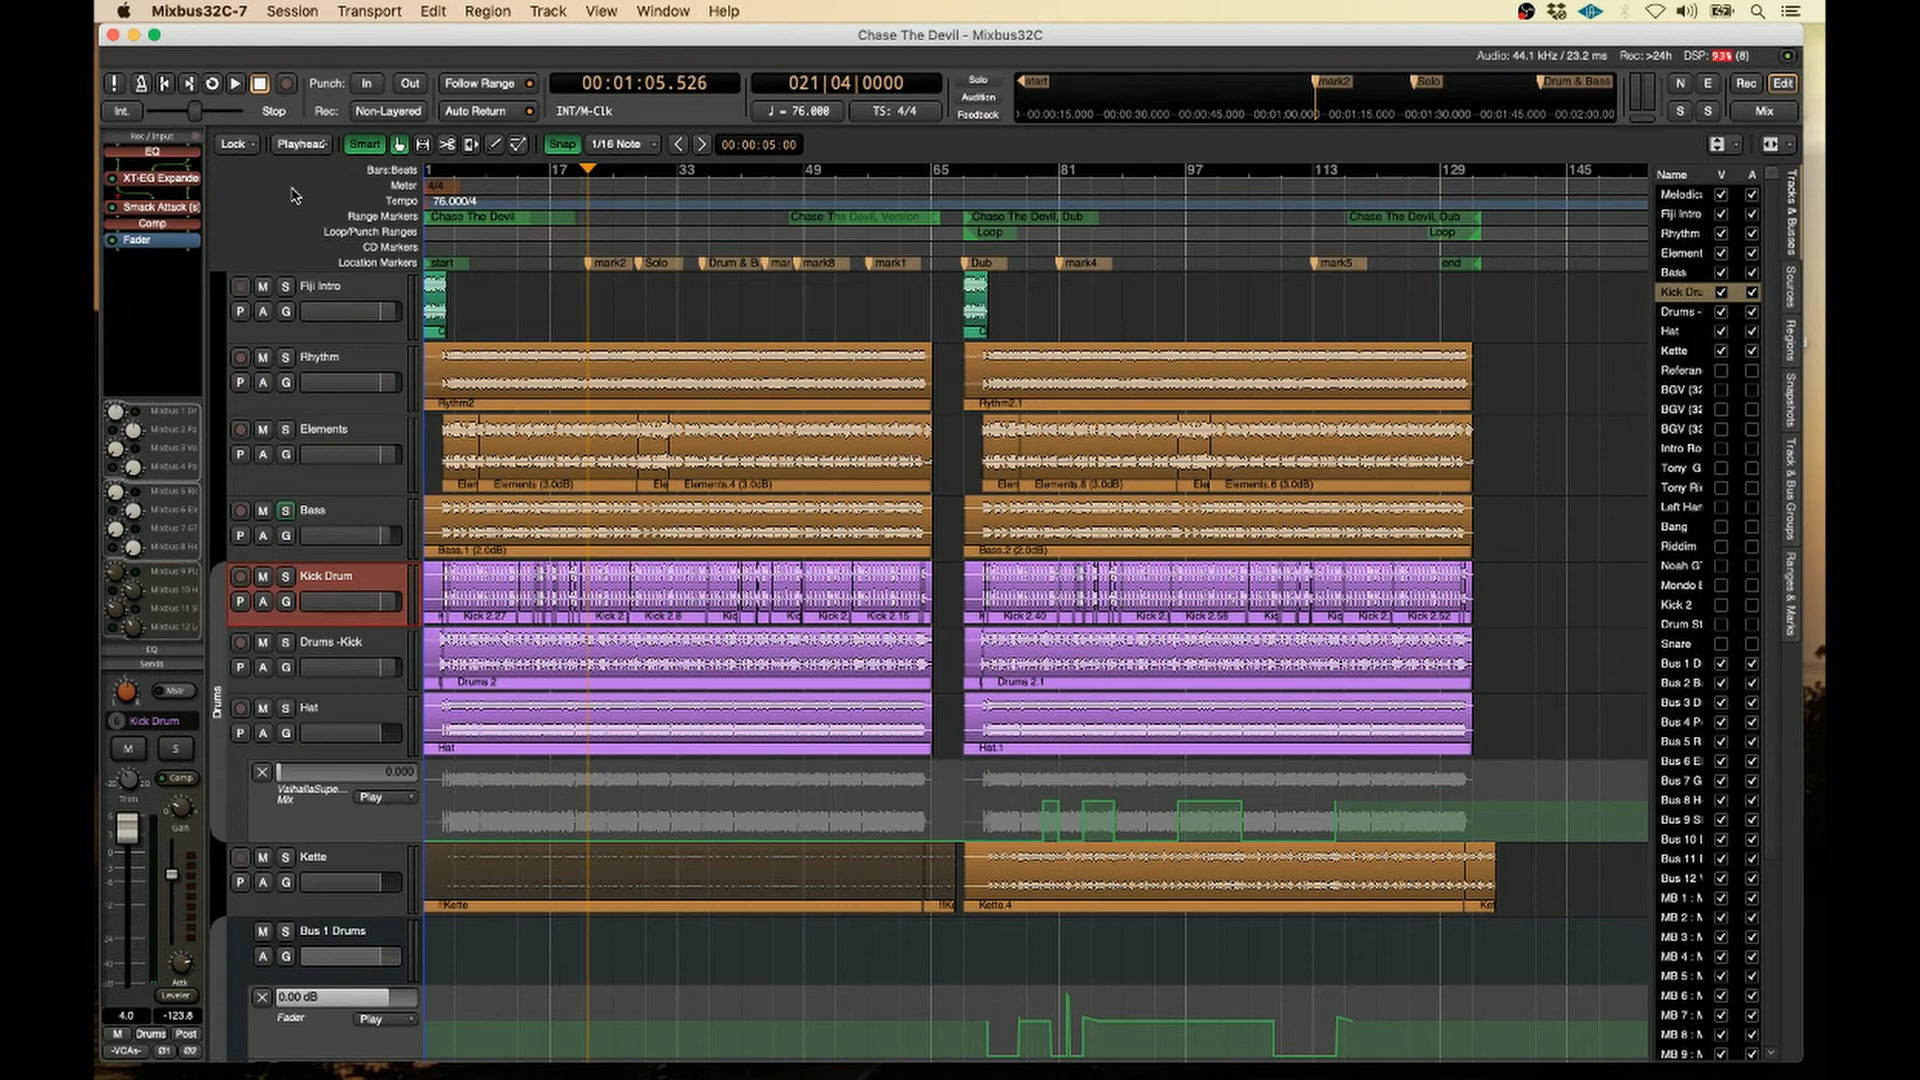 Mixbus32C-7 Session Transport Edit Region Track View Window Help
Chase The Devil - Mixbus32C
Audio: 44.1 kHz / 23.2 ms Rec: >24h DSP: 93% (8)
Punch: In Out Follow Range 00:01:05.526 021|04|0000
Solo
Audition
Feedback
start mark2 Solo Drum & Bass
N E Rec Edit
Int. Stop Rec: Non-Layered Auto Return INT/M-Clk ♩ = 76.000 TS: 4/4
00:00:15.000 00:00:30.000 00:00:45.000 00:01:00.000 00:01:15.000 00:01:30.000 00:01:45.000 00:02:00.00
S S Mix
Rec / Input
EQ
XT-EG Expande
Smack Attack (s
Comp
Fader
Lock Playhead Smart Snap 1/16 Note 00:00:05:00
Bars:Beats 1 17 33 49 65 81 97 113 129 145
Meter 4/4
Tempo 76.000/4
Range Markers Chase The Devil Chase The Devil, Version Chase The Devil, Dub Chase The Devil, Dub
Loop/Punch Ranges Loop Loop
CD Markers
Location Markers start mark2 Solo Drum & B mar mark8 mark1 Dub mark4 mark5 end
M S Fiji Intro
P A G
M S Rhythm
P A G
Rythm2 Rythm2.1
M S Elements
P A G
Elem Elements (3.0dB) Ele Elements.4 (3.0dB) Elem Elements.8 (3.0dB) Ele Elements.6 (3.0dB)
M S Bass
P A G
Bass.1 (2.0dB) Bass.2 (2.0dB)
M S Kick Drum
P A G
Kick 2.27 Kick 2. Kick 2.8 Kick 2. Kick 2.15 Kick 2.40 Kick 2. Kick 2.58 Kick 2. Kick 2.52
M S Drums -Kick
P A G
Drums 2 Drums 2.1
M S Hat
P A G
Hat Hat.1
Drums
0.000
ValhallaSupe...
Mix Play
M S Kette
P A G
!!Kette Kette.4 Ket
M S Bus 1 Drums
A G
0.00 dB
Fader Play
Mixbus 1 Dr
Mixbus 2 Pa
Mixbus 3 Vo
Mixbus 4 Pa
Mixbus 5 Ri
Mixbus 6 Ele
Mixbus 7 GT
Mixbus 8 He
Mixbus 9 Pl
Mixbus 10 H
Mixbus 11 S
Mixbus 12 L
EQ
Sends
L R Mstr
6 Kick Drum
M S
Comp
Trim
Gain
Attk
Leveler
4.0 -123.8
M Drums Post
-VCAs- Ø1 Ø2
Name V A
Melodica
Fiji Intro
Rhythm
Element
Bass
Kick Dru
Drums -
Hat
Kette
Referan
BGV (32
BGV (32
BGV (32
Intro Ro
Tony G
Tony Ri
Left Han
Bang
Riddim
Noah G
Mondo E
Kick 2
Drum St
Snare
Bus 1 D
Bus 2 B
Bus 3 D
Bus 4 P
Bus 5 R
Bus 6 El
Bus 7 G
Bus 8 H
Bus 9 S
Bus 10 I
Bus 11 I
Bus 12
MB 1 : M
MB 2 : M
MB 3 : M
MB 4 : M
MB 5 : M
MB 6 : M
MB 7 : M
MB 8 : M
MB 9 : M
Tracks & Busses
Sources
Regions
Snapshots
Track & Bus Groups
Ranges & Marks